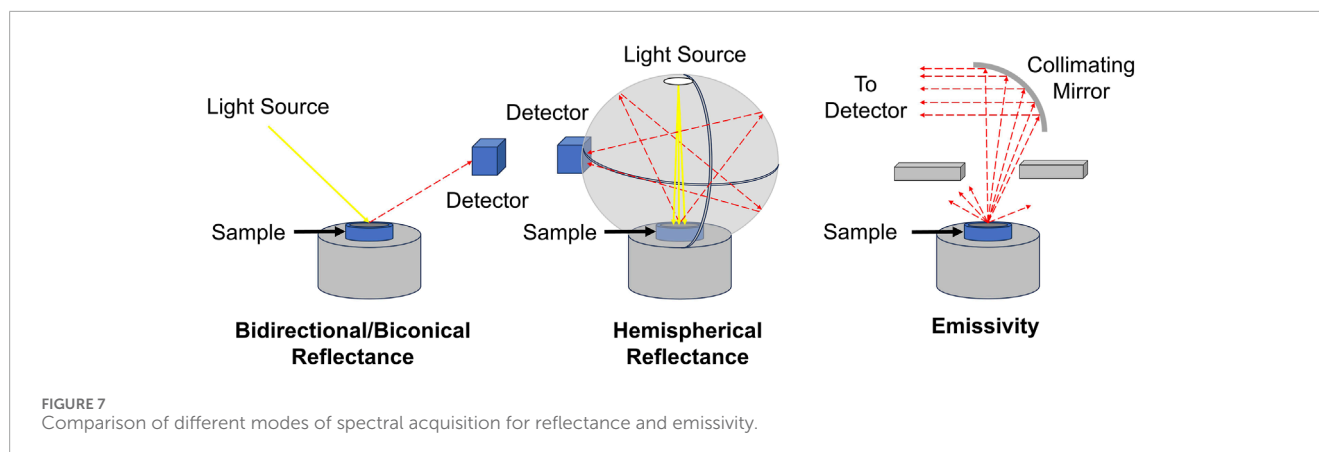 Light Source
Detector
Sample
Bidirectional/Biconical
Reflectance
Light Source
Detector
Sample
Hemispherical
Reflectance
To
Detector
Collimating
Mirror
Sample
Emissivity
FIGURE 7
Comparison of different modes of spectral acquisition for reflectance and emissivity.